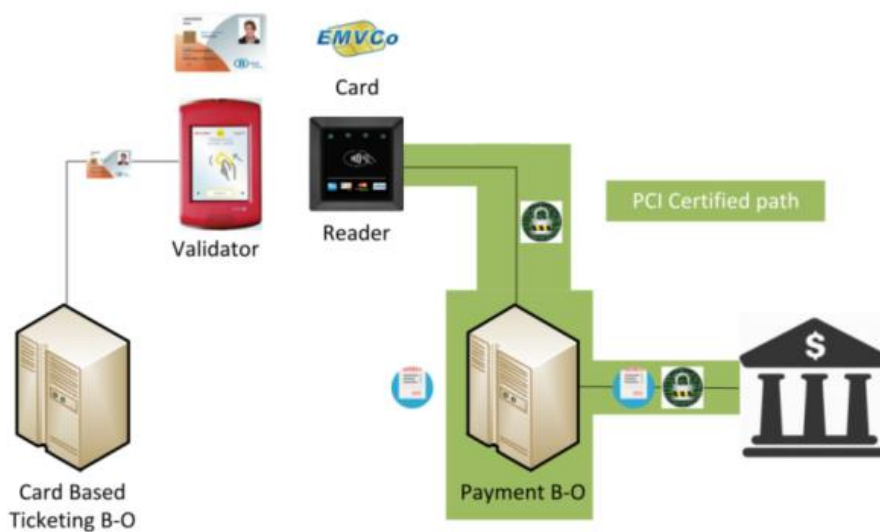 EMVCo
Card
PCI Certified path
Validator
Reader
$
Card Based
Ticketing B-O
Payment B-O